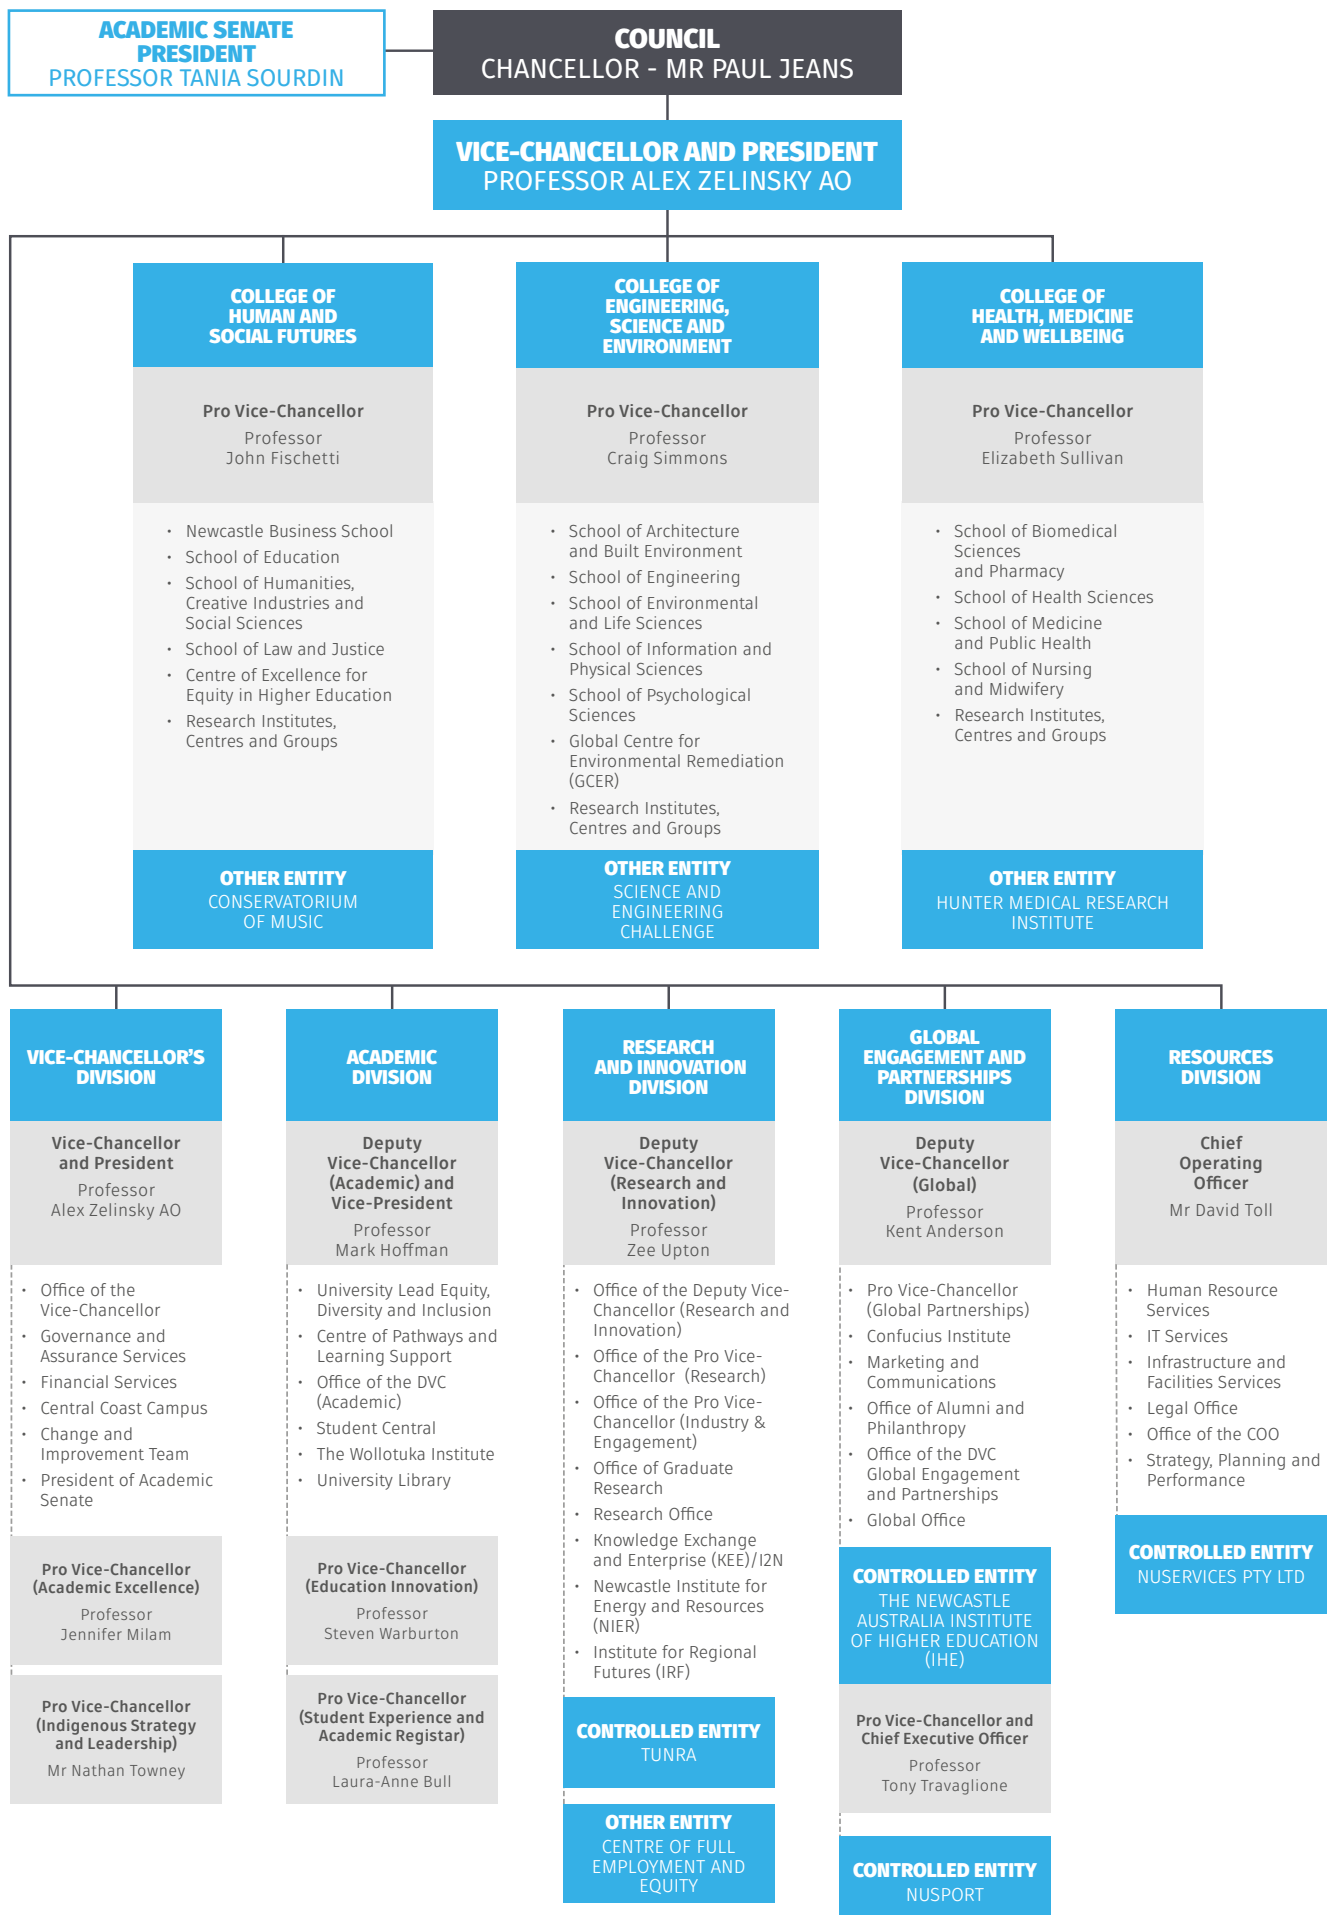 ACADEMIC SENATE
PRESIDENT
PROFESSOR TANIA SOURDIN
COUNCIL
CHANCELLOR - MR PAUL JEANS
VICE-CHANCELLOR AND PRESIDENT
PROFESSOR ALEX ZELINSKY AO
COLLEGE OF
HUMAN AND
SOCIAL FUTURES
Pro Vice-Chancellor
Professor
John Fischetti
• Newcastle Business School
• School of Education
• School of Humanities,
Creative Industries and
Social Sciences
• School of Law and Justice
• Centre of Excellence for
Equity in Higher Education
• Research Institutes,
Centres and Groups
OTHER ENTITY
CONSERVATORIUM
OF MUSIC
COLLEGE OF
ENGINEERING,
SCIENCE AND
ENVIRONMENT
Pro Vice-Chancellor
Professor
Craig Simmons
• School of Architecture
and Built Environment
• School of Engineering
• School of Environmental
and Life Sciences
• School of Information and
Physical Sciences
• School of Psychological
Sciences
• Global Centre for
Environmental Remediation
(GCER)
• Research Institutes,
Centres and Groups
OTHER ENTITY
SCIENCE AND
ENGINEERING
CHALLENGE
COLLEGE OF
HEALTH, MEDICINE
AND WELLBEING
Pro Vice-Chancellor
Professor
Elizabeth Sullivan
• School of Biomedical
Sciences
and Pharmacy
• School of Health Sciences
• School of Medicine
and Public Health
• School of Nursing
and Midwifery
• Research Institutes,
Centres and Groups
OTHER ENTITY
HUNTER MEDICAL RESEARCH
INSTITUTE
VICE-CHANCELLOR'S
DIVISION
Vice-Chancellor
and President
Professor
Alex Zelinsky AO
• Office of the
Vice-Chancellor
• Governance and
Assurance Services
• Financial Services
• Central Coast Campus
• Change and
Improvement Team
• President of Academic
Senate
Pro Vice-Chancellor
(Academic Excellence)
Professor
Jennifer Milam
Pro Vice-Chancellor
(Indigenous Strategy
and Leadership)
Mr Nathan Towney
ACADEMIC
DIVISION
Deputy
Vice-Chancellor
(Academic) and
Vice-President
Professor
Mark Hoffman
• University Lead Equity,
Diversity and Inclusion
• Centre of Pathways and
Learning Support
• Office of the DVC
(Academic)
• Student Central
• The Wollotuka Institute
• University Library
Pro Vice-Chancellor
(Education Innovation)
Professor
Steven Warburton
Pro Vice-Chancellor
(Student Experience and
Academic Registar)
Professor
Laura-Anne Bull
RESEARCH
AND INNOVATION
DIVISION
Deputy
Vice-Chancellor
(Research and
Innovation)
Professor
Zee Upton
• Office of the Deputy Vice-
Chancellor (Research and
Innovation)
• Office of the Pro Vice-
Chancellor (Research)
• Office of the Pro Vice-
Chancellor (Industry &
Engagement)
• Office of Graduate
Research
• Research Office
• Knowledge Exchange
and Enterprise (KEE)/I2N
• Newcastle Institute for
Energy and Resources
(NIER)
• Institute for Regional
Futures (IRF)
CONTROLLED ENTITY
TUNRA
OTHER ENTITY
CENTRE OF FULL
EMPLOYMENT AND
EQUITY
GLOBAL
ENGAGEMENT AND
PARTNERSHIPS
DIVISION
Deputy
Vice-Chancellor
(Global)
Professor
Kent Anderson
• Pro Vice-Chancellor
(Global Partnerships)
• Confucius Institute
• Marketing and
Communications
• Office of Alumni and
Philanthropy
• Office of the DVC
Global Engagement
and Partnerships
• Global Office
CONTROLLED ENTITY
THE NEWCASTLE
AUSTRALIA INSTITUTE
OF HIGHER EDUCATION
(IHE)
Pro Vice-Chancellor and
Chief Executive Officer
Professor
Tony Travaglione
CONTROLLED ENTITY
NUSPORT
RESOURCES
DIVISION
Chief
Operating
Officer
Mr David Toll
• Human Resource
Services
• IT Services
• Infrastructure and
Facilities Services
• Legal Office
• Office of the COO
• Strategy, Planning and
Performance
CONTROLLED ENTITY
NUSERVICES PTY LTD